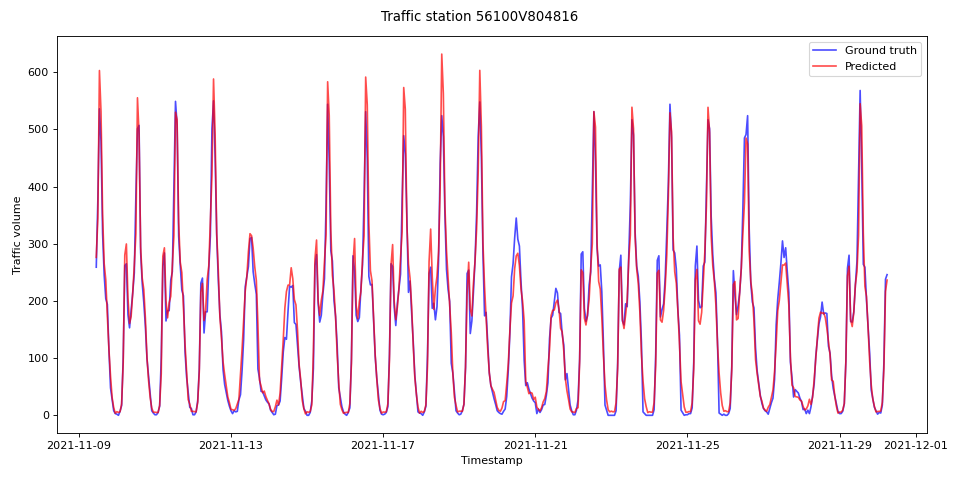 Traffic station 56100V804816
Ground truth
Predicted
Traffic volume
600
500
400
300
200
100
0
2021-11-09
2021-11-13
2021-11-17
2021-11-21
2021-11-25
2021-11-29
2021-12-01
Timestamp